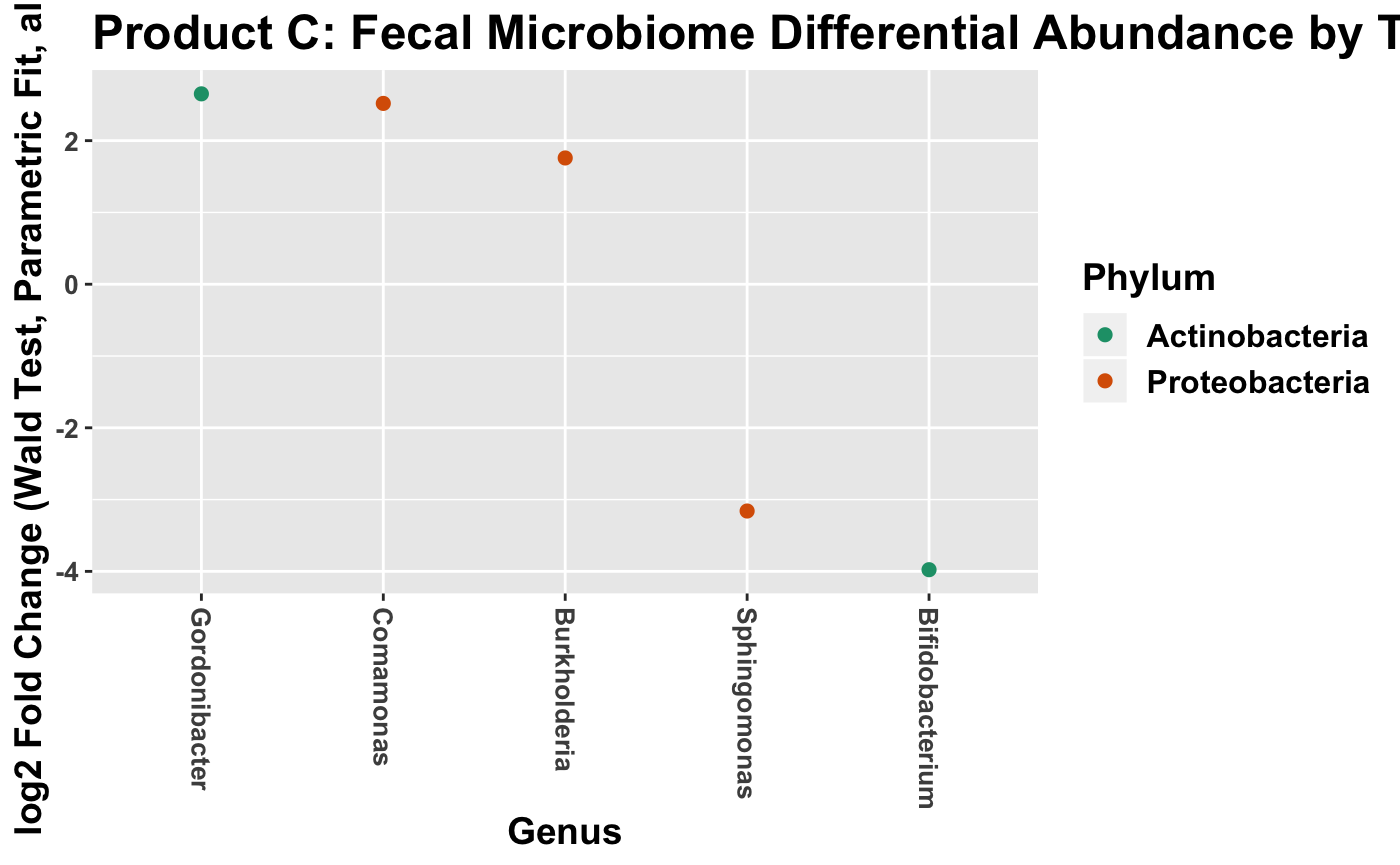 Product C: Fecal Microbiome Differential Abundance by T
log2 Fold Change (Wald Test, Parametric Fit, al
2
0
-2
-4
Gordonibacter
Comamonas
Burkholderia
Sphingomonas
Bifidobacterium
Genus
Phylum
Actinobacteria
Proteobacteria